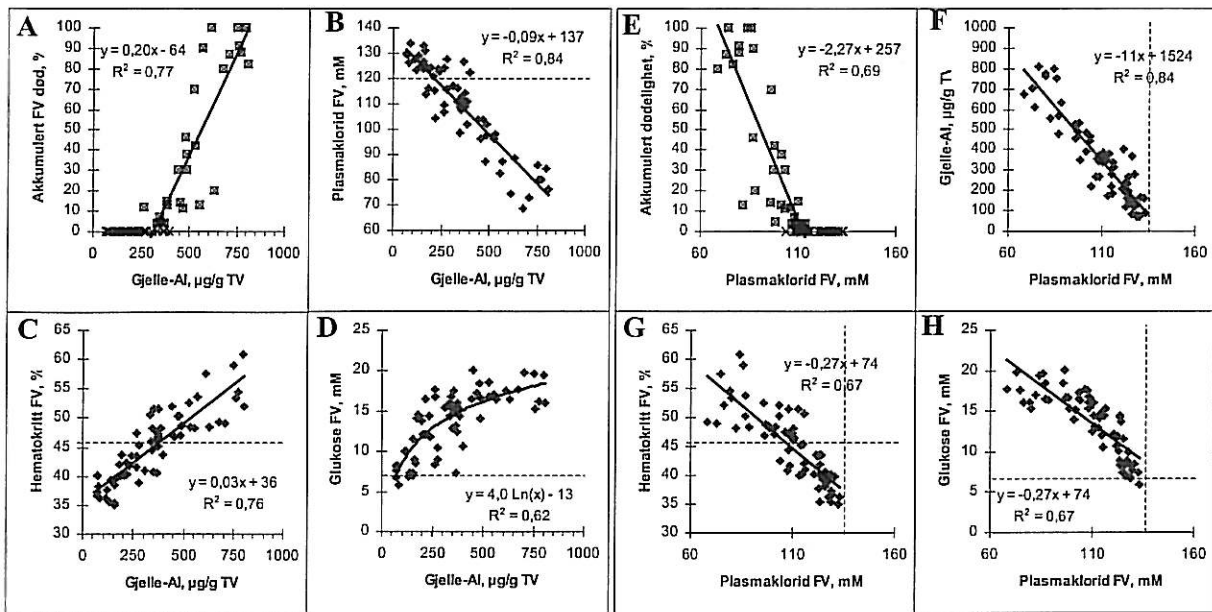 A
Akkumulert FV død, %
100
90
80
70
60
50
40
30
20
10
0
y = 0,20x - 64
R² = 0,77
0 250 500 750 1000
Gjelle-Al, µg/g TV
B
Plasmaklorid FV, mM
140
130
120
110
100
90
80
70
60
y = -0,09x + 137
R² = 0,84
0 250 500 750 1000
Gjelle-Al, µg/g TV
E
Akkumulert dødelighet, %
100
90
80
70
60
50
40
30
20
10
0
y = -2,27x + 257
R² = 0,69
60 110 160
Plasmaklorid FV, mM
F
Gjelle-Al, µg/g TV
1000
900
800
700
600
500
400
300
200
100
0
y = -11x + 1524
R² = 0,84
60 110 160
Plasmaklorid FV, mM
C
Hematokritt FV, %
65
60
55
50
45
40
35
30
y = 0,03x + 36
R² = 0,76
0 250 500 750 1000
Gjelle-Al, µg/g TV
D
Glukose FV, mM
25
20
15
10
5
0
y = 4,0 Ln(x) - 13
R² = 0,62
0 250 500 750 1000
Gjelle-Al, µg/g TV
G
Hematokritt FV, %
65
60
55
50
45
40
35
30
y = -0,27x + 74
R² = 0,67
60 110 160
Plasmaklorid FV, mM
H
Glukose FV, mM
25
20
15
10
5
0
y = -0,27x + 74
R² = 0,67
60 110 160
Plasmaklorid FV, mM